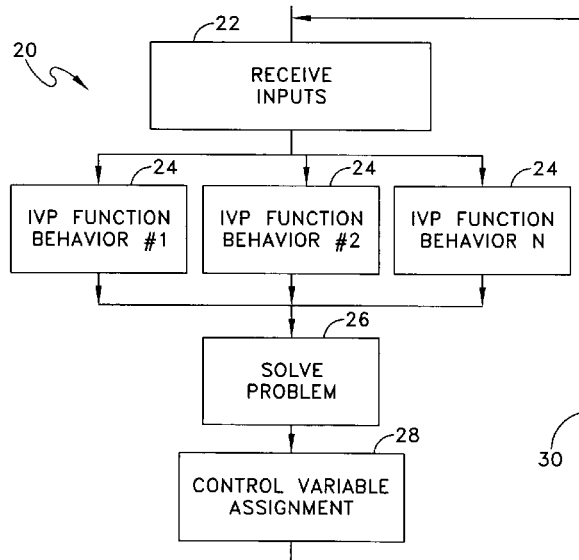 22
20
RECEIVE
INPUTS
24
24
24
IVP FUNCTION
BEHAVIOR #1
IVP FUNCTION
BEHAVIOR #2
IVP FUNCTION
BEHAVIOR N
26
SOLVE
PROBLEM
28
30
CONTROL VARIABLE
ASSIGNMENT